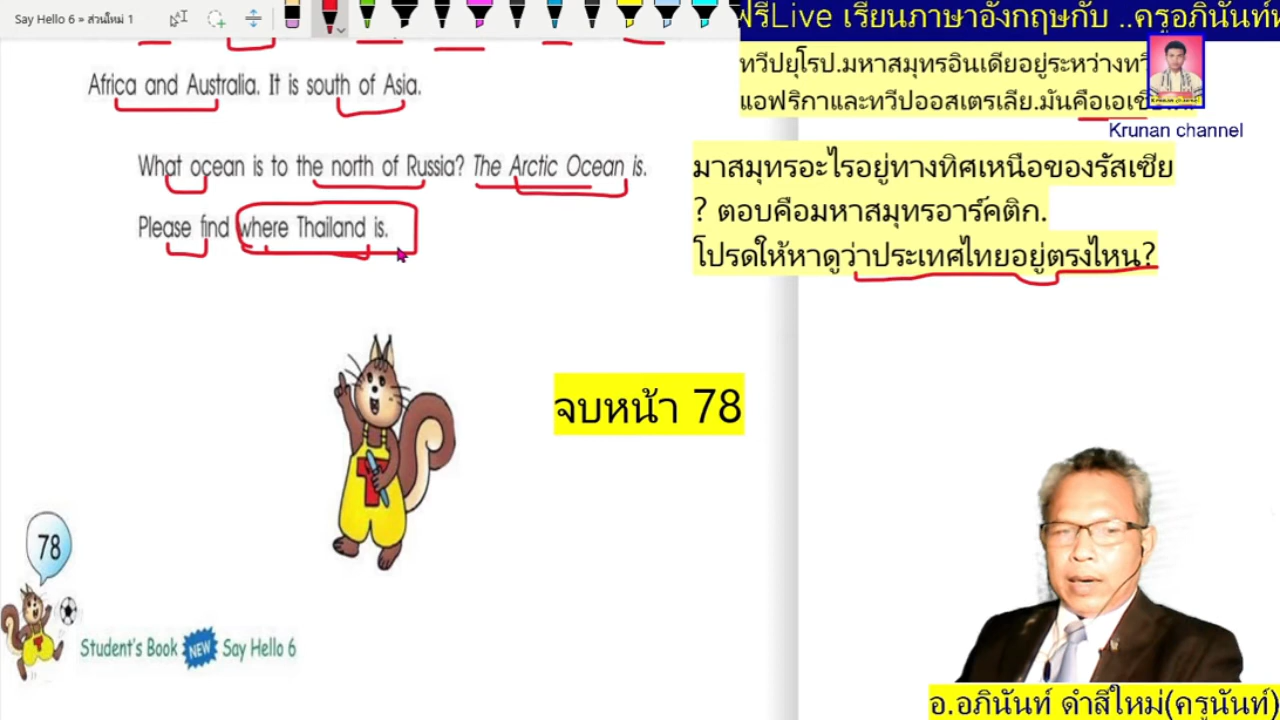 Say Hello 6 » ส่วนใหม่ 1
ฟรีLive เรียนภาษาอังกฤษกับ ..ครูอภินันท์
Africa and Australia. It is south of Asia.
ทวีปยุโรป.มหาสมุทรอินเดียอยู่ระหว่างทวี
แอฟริกาและทวีปออสเตรเลีย.มันคือเอเชีย
Krunan channel
What ocean is to the north of Russia? The Arctic Ocean is.
Please find where Thailand is.
มาสมุทรอะไรอยู่ทางทิศเหนือของรัสเซีย
? ตอบคือมหาสมุทรอาร์คติก.
โปรดให้หาดูว่าประเทศไทยอยู่ตรงไหน?
จบหน้า 78
T
78
Student's Book NEW Say Hello 6
อ.อภินันท์ ดำสีใหม่(ครูนันท์)